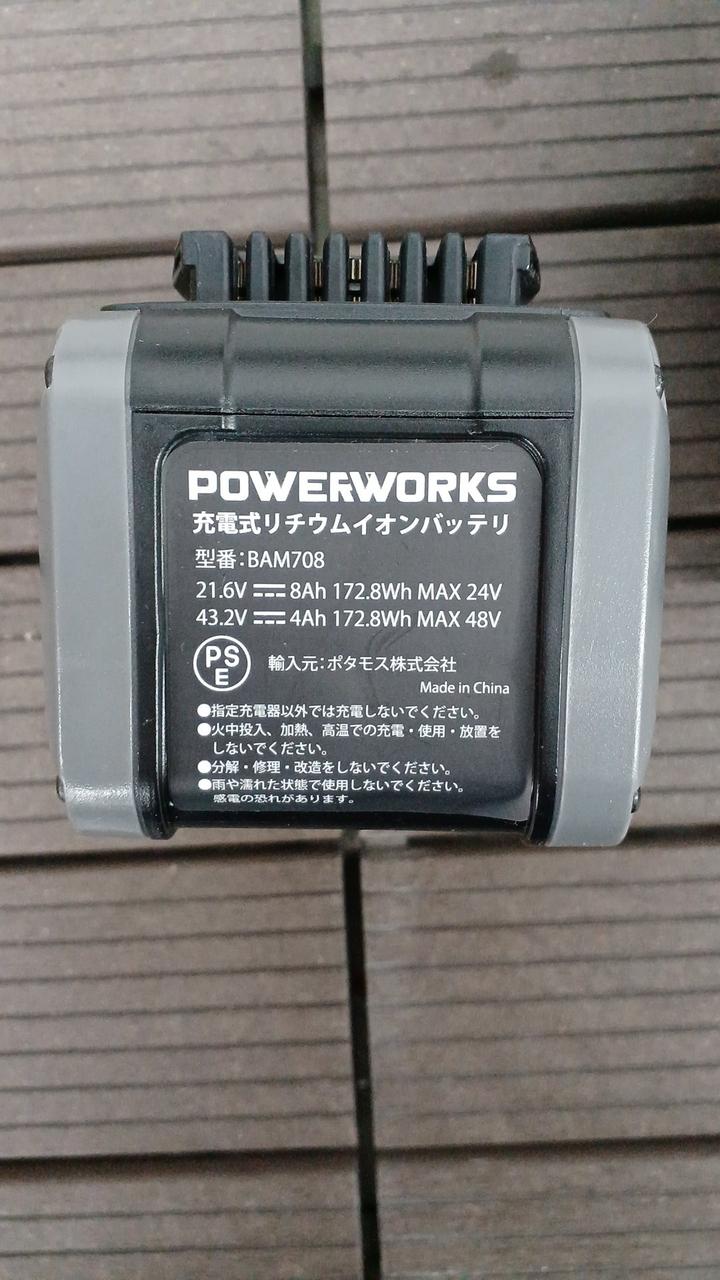 POWERWORKS
充電式リチウムイオンバッテリ
型番:BAM708
21.6V ⎓ 8Ah 172.8Wh MAX 24V
43.2V ⎓ 4Ah 172.8Wh MAX 48V
PS
E
輸入元:ポタモス株式会社
Made in China
●指定充電器以外では充電しないでください。
●火中投入、加熱、高温での充電・使用・放置を
しないでください。
●分解・修理・改造をしないでください。
●雨や濡れた状態で使用しないでください。
感電の恐れがあります。